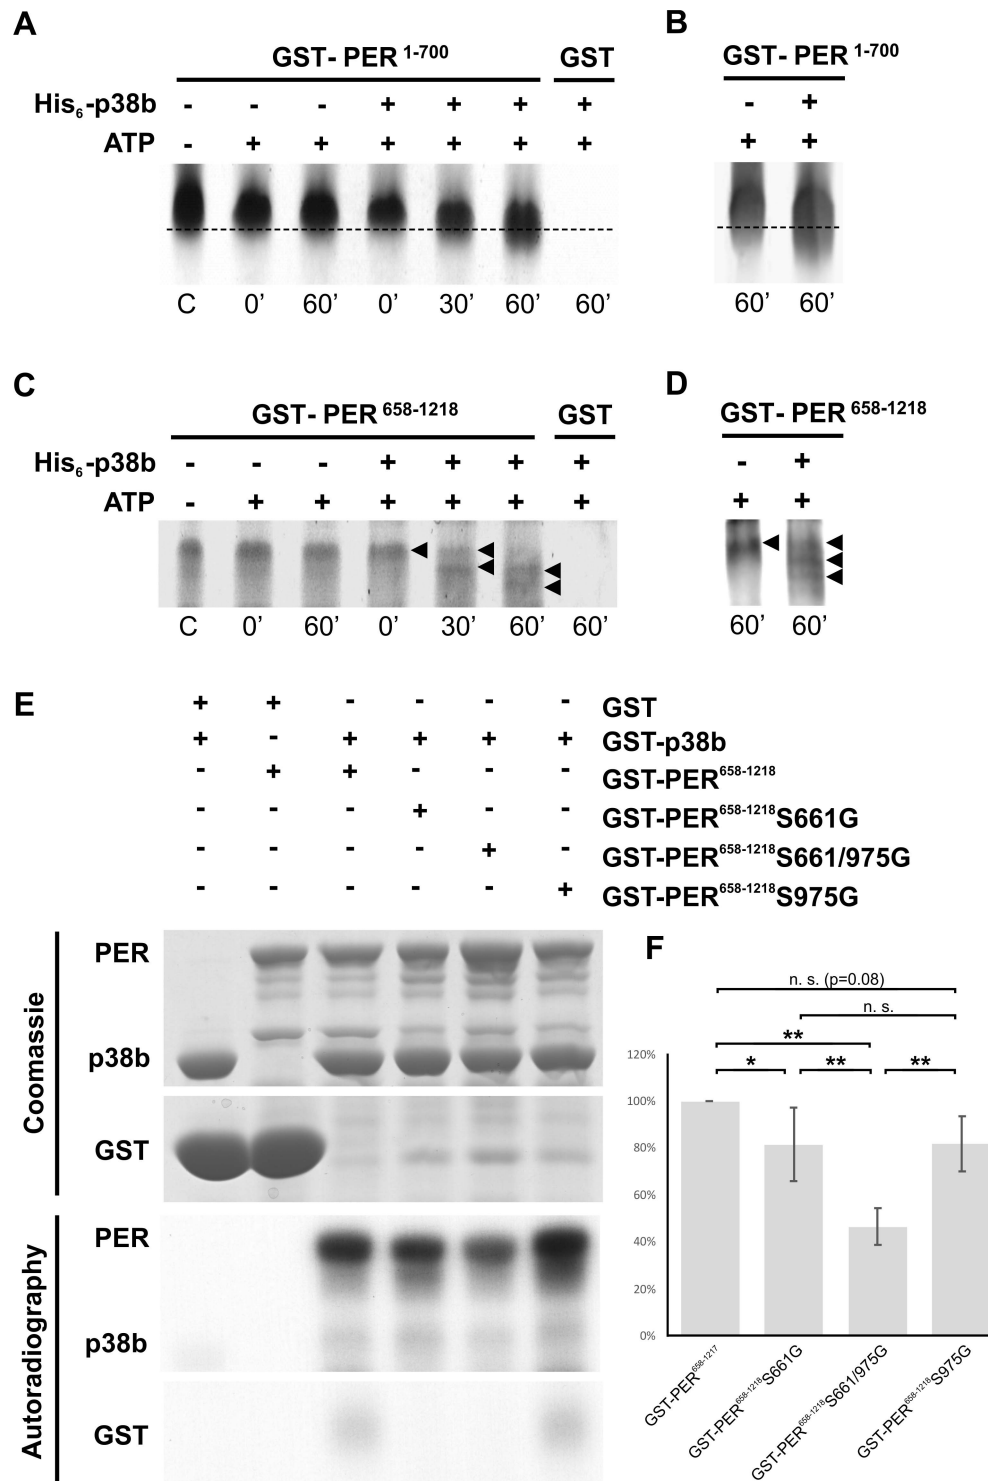 A
GST- PER 1-700
GST
His6-p38b - - - + + + +
ATP - + + + + + +
C 0’ 60’ 0’ 30’ 60’ 60’
B
GST- PER 1-700
- +
+ +
60’ 60’
C
GST- PER 658-1218
GST
His6-p38b - - - + + + +
ATP - + + + + + +
C 0’ 60’ 0’ 30’ 60’ 60’
D
GST- PER 658-1218
- +
+ +
60’ 60’
E
+ + - - - - GST
+ - + + + + GST-p38b
- + + - - - GST-PER658-1218
- - - + - - GST-PER658-1218S661G
- - - - + - GST-PER658-1218S661/975G
- - - - - + GST-PER658-1218S975G
Coomassie
PER
p38b
GST
Autoradiography
PER
p38b
GST
F
n. s. (p=0.08)
n. s.
**
* ** **
120%
100%
80%
60%
40%
20%
0%
GST-PER658-1217
GST-PER658-1218S661G
GST-PER658-1218S661/975G
GST-PER658-1218S975G